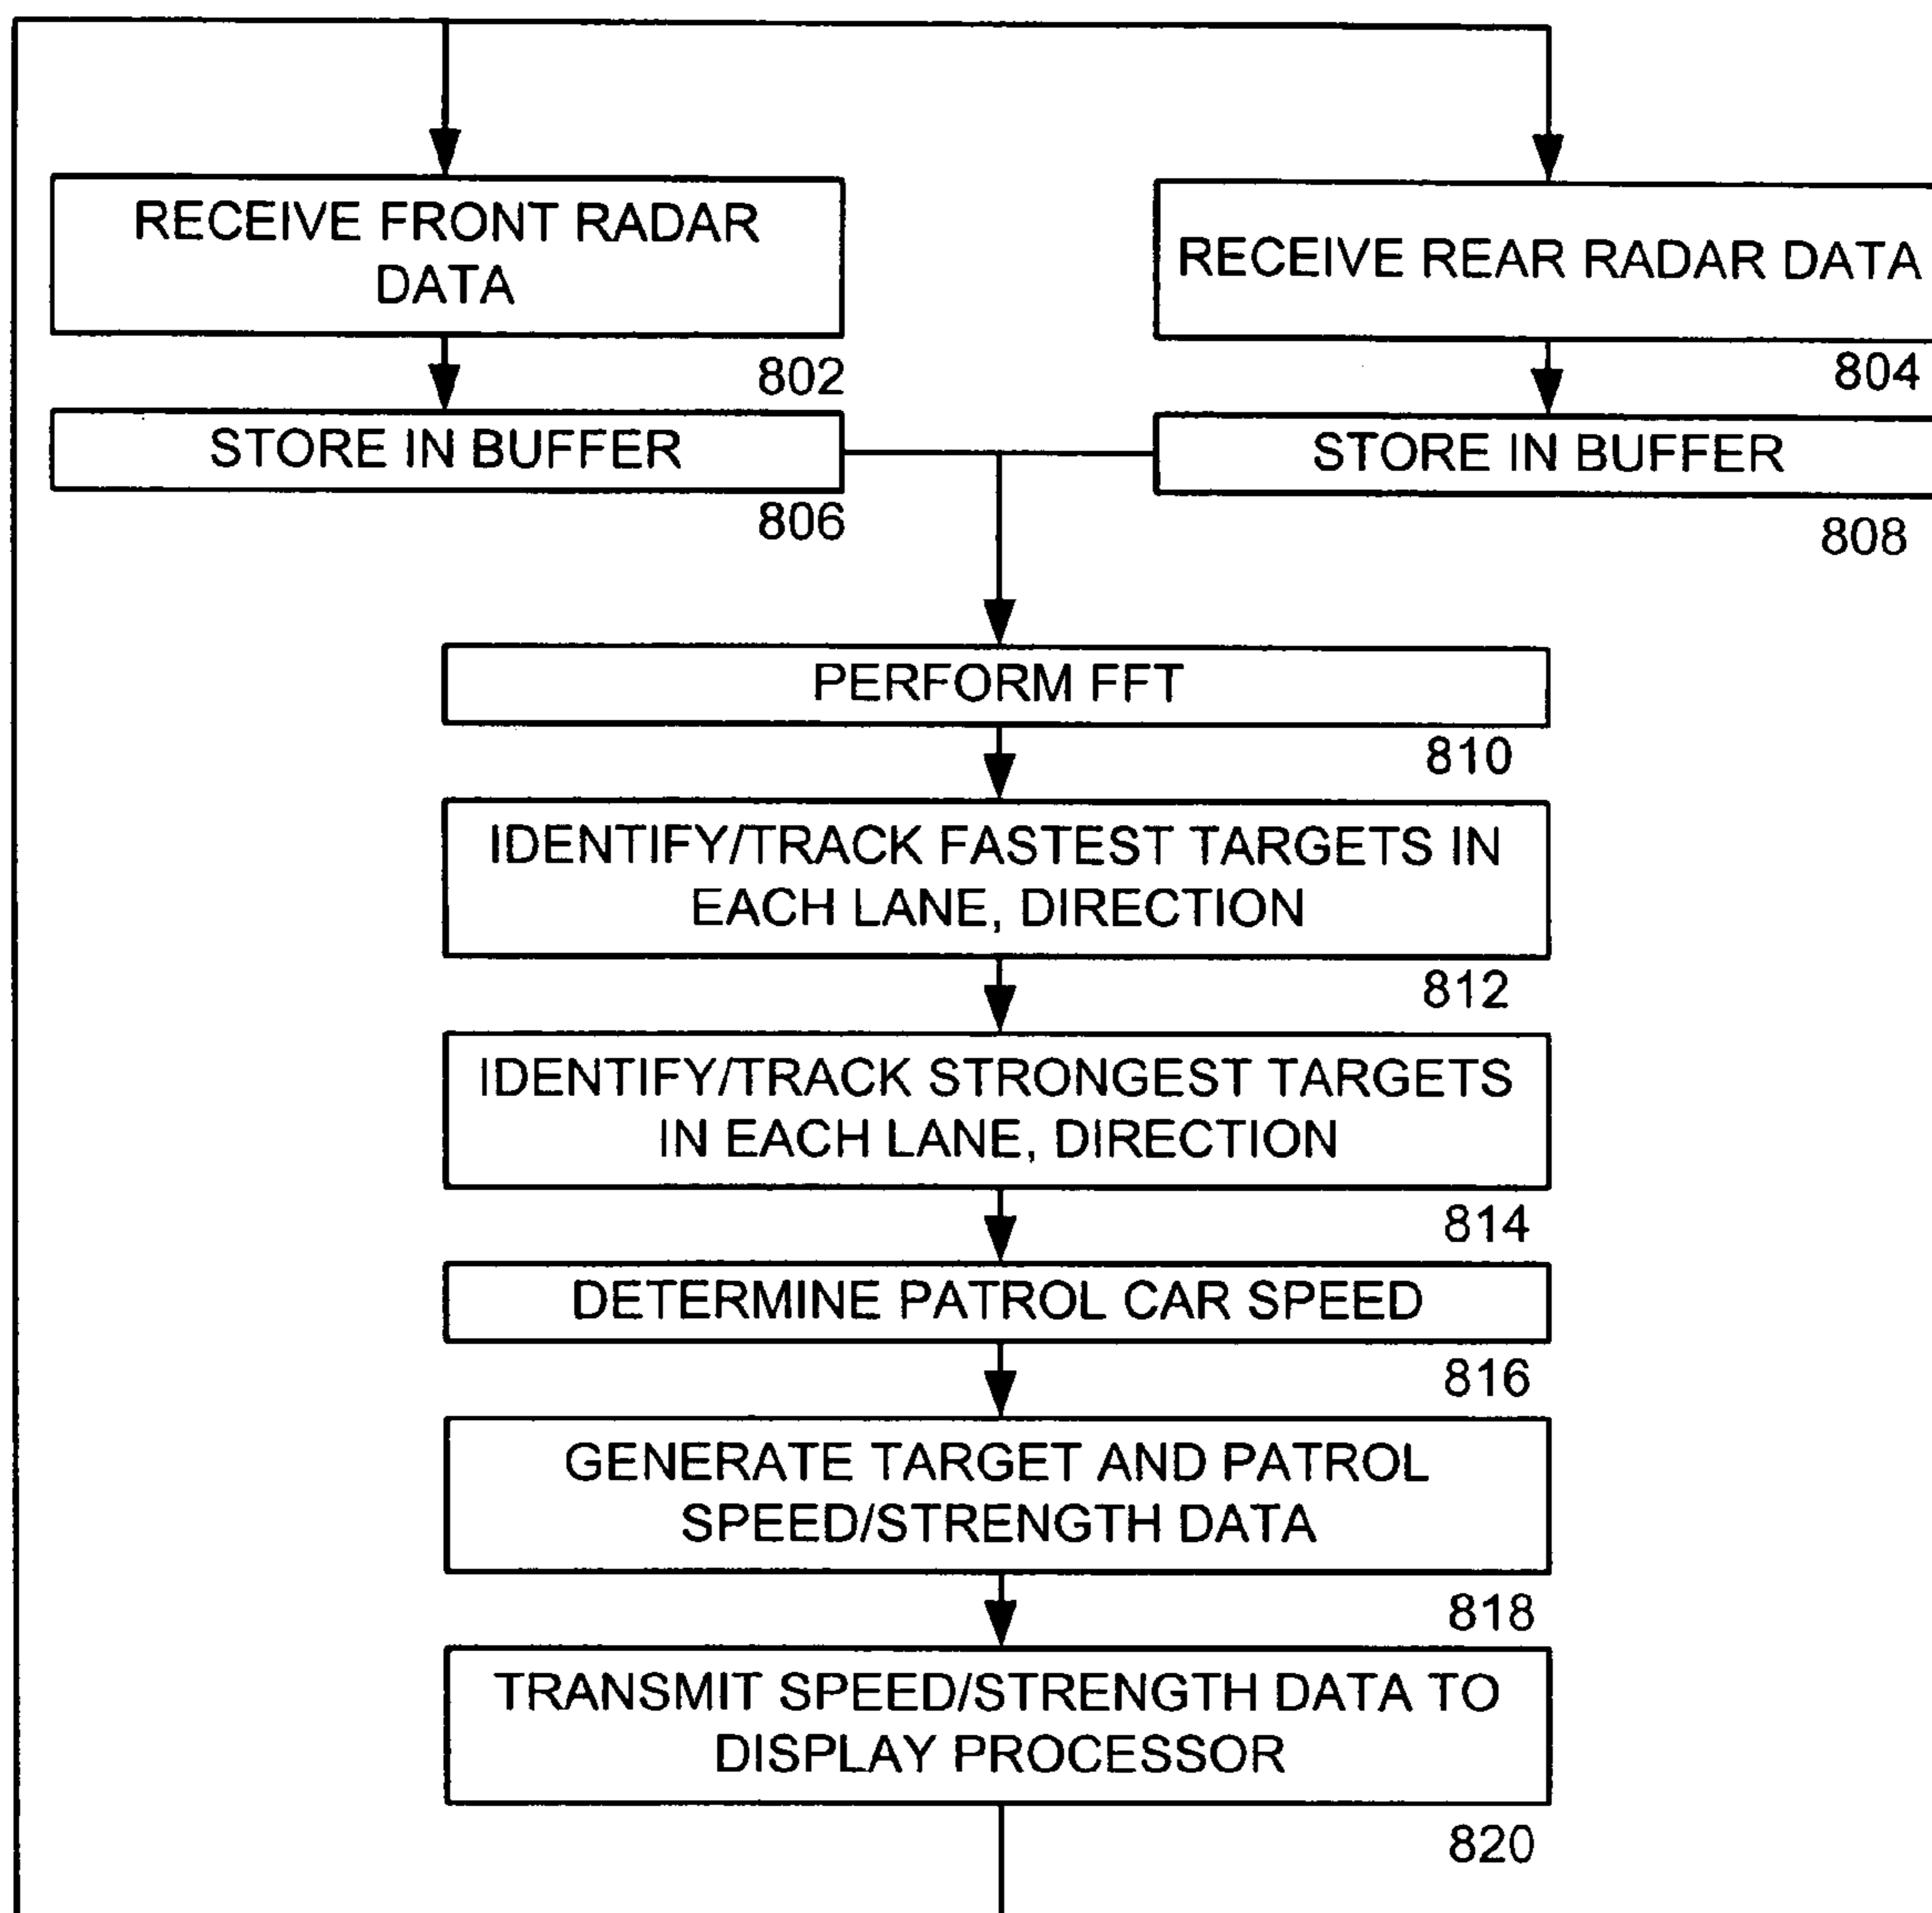 RECEIVE FRONT RADAR
DATA
802
RECEIVE REAR RADAR DATA
804
STORE IN BUFFER
806
STORE IN BUFFER
808
PERFORM FFT
810
IDENTIFY/TRACK FASTEST TARGETS IN
EACH LANE, DIRECTION
812
IDENTIFY/TRACK STRONGEST TARGETS
IN EACH LANE, DIRECTION
814
DETERMINE PATROL CAR SPEED
816
GENERATE TARGET AND PATROL
SPEED/STRENGTH DATA
818
TRANSMIT SPEED/STRENGTH DATA TO
DISPLAY PROCESSOR
820